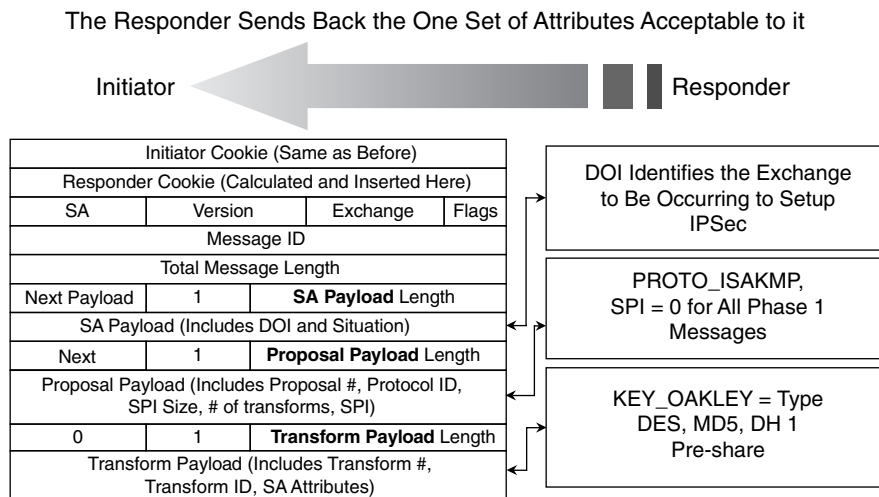 The Responder Sends Back the One Set of Attributes Acceptable to it
Initiator
Responder
Initiator Cookie (Same as Before)
Responder Cookie (Calculated and Inserted Here)
SA Version Exchange Flags
Message ID
Total Message Length
Next Payload 1 SA Payload Length
SA Payload (Includes DOI and Situation)
Next 1 Proposal Payload Length
Proposal Payload (Includes Proposal #, Protocol ID,
SPI Size, # of transforms, SPI)
0 1 Transform Payload Length
Transform Payload (Includes Transform #,
Transform ID, SA Attributes)
DOI Identifies the Exchange
to Be Occurring to Setup
IPSec
PROTO_ISAKMP,
SPI = 0 for All Phase 1
Messages
KEY_OAKLEY = Type
DES, MD5, DH 1
Pre-share